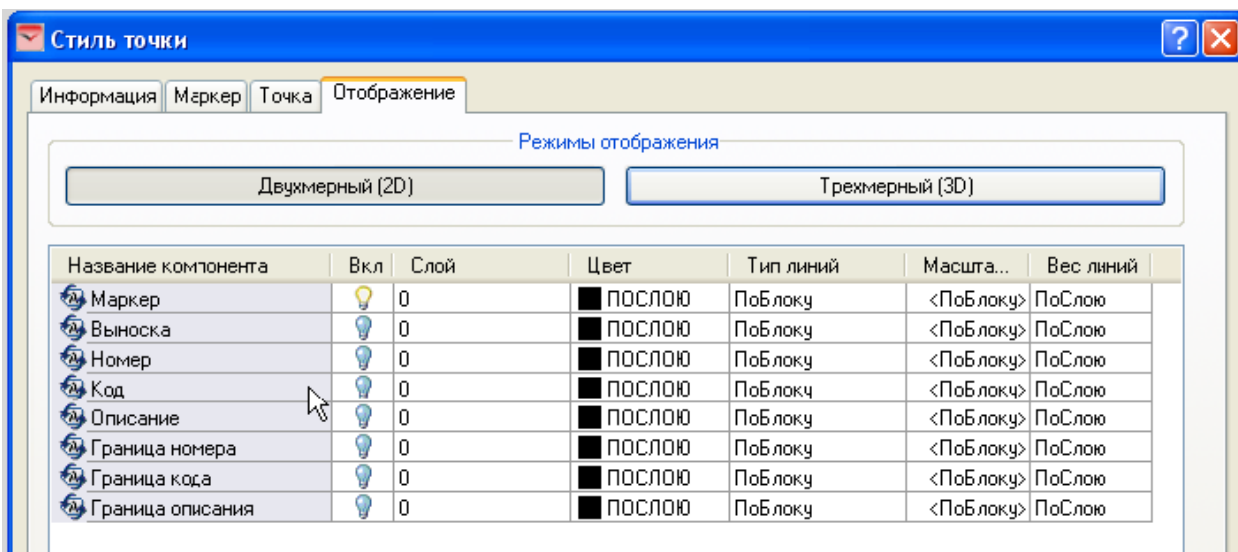 Стиль точки
Информация Маркер Точка Отображение
Режимы отображения
Двухмерный (2D) Трехмерный (3D)
Название компонента Вкл Слой Цвет Тип линий Масшта... Вес линий
Маркер 0 ПОСЛОЮ ПоБлоку <ПоБлоку> ПоСлою
Выноска 0 ПОСЛОЮ ПоБлоку <ПоБлоку> ПоСлою
Номер 0 ПОСЛОЮ ПоБлоку <ПоБлоку> ПоСлою
Код 0 ПОСЛОЮ ПоБлоку <ПоБлоку> ПоСлою
Описание 0 ПОСЛОЮ ПоБлоку <ПоБлоку> ПоСлою
Граница номера 0 ПОСЛОЮ ПоБлоку <ПоБлоку> ПоСлою
Граница кода 0 ПОСЛОЮ ПоБлоку <ПоБлоку> ПоСлою
Граница описания 0 ПОСЛОЮ ПоБлоку <ПоБлоку> ПоСлою